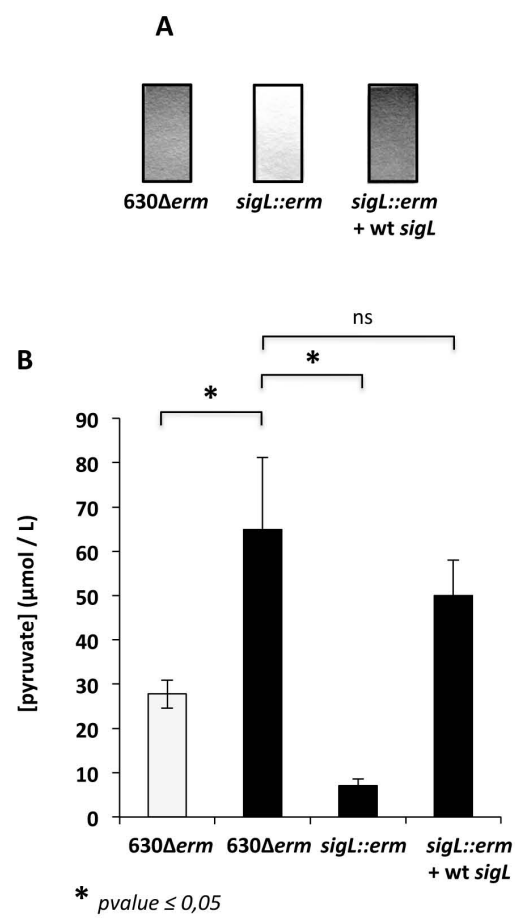 A
630Δerm sigL::erm sigL::erm
+ wt sigL
ns
B
*
*
90
80
70
60
50
40
30
20
10
0
[pyruvate] (µmol / L)
630Δerm 630Δerm sigL::erm sigL::erm
+ wt sigL
* pvalue ≤ 0,05